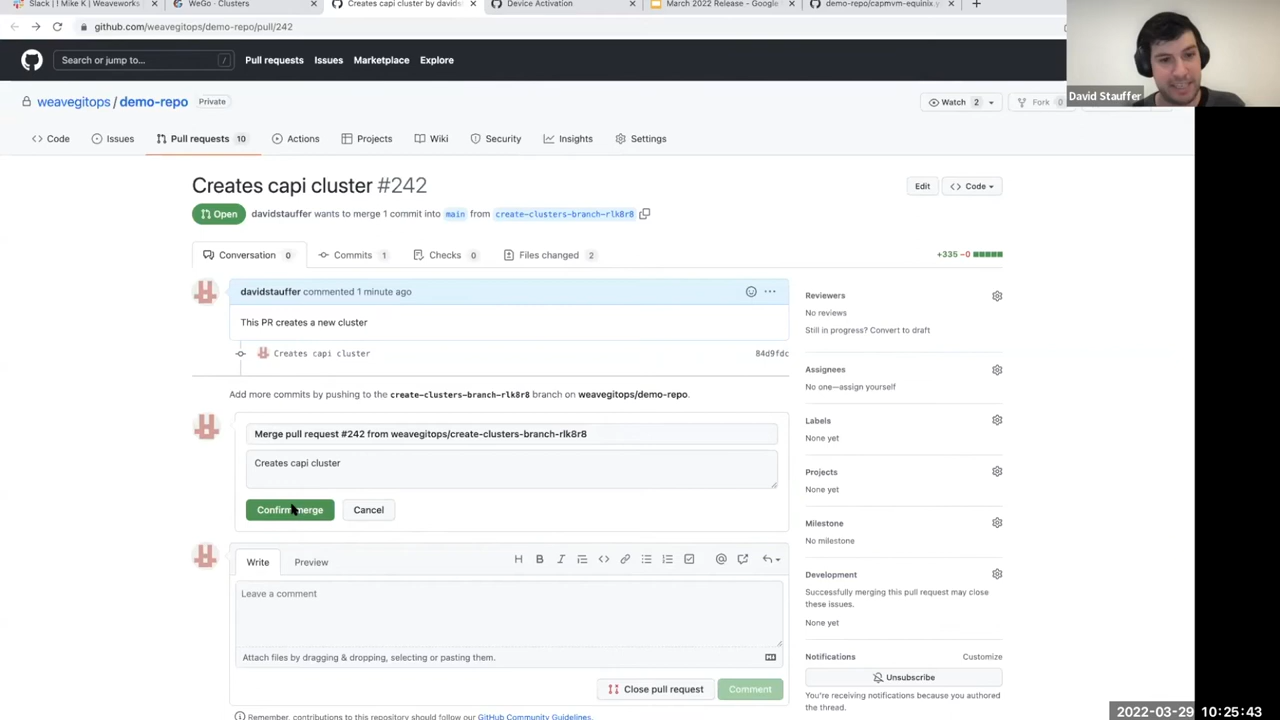 Slack | | Mike K | Weavework
WeGo - Clusters
Creates capi cluster by davids
Device Activation
March 2022 Release - Google
demo-repo/capmvm-equinix.y
github.com/weavegitops/demo-repo/pull/242
Search or jump to...
/
Pull requests
Issues
Marketplace
Explore
weavegitops / demo-repo
Private
Watch 2
Fork 0
Code
Issues
Pull requests 10
Actions
Projects
Wiki
Security
Insights
Settings
David Stauffer
Creates capi cluster #242
Edit
Code
Open
davidstauffer wants to merge 1 commit into main from create-clusters-branch-rlk8r8
Conversation 0
Commits 1
Checks 0
Files changed 2
+335 −0
davidstauffer commented 1 minute ago
This PR creates a new cluster
Creates capi cluster
84d9fdc
Add more commits by pushing to the create-clusters-branch-rlk8r8 branch on weavegitops/demo-repo.
Merge pull request #242 from weavegitops/create-clusters-branch-rlk8r8
Creates capi cluster
Confirm merge
Cancel
Write
Preview
Leave a comment
Attach files by dragging & dropping, selecting or pasting them.
Close pull request
Comment
Remember, contributions to this repository should follow our GitHub Community Guidelines.
Reviewers
No reviews
Still in progress? Convert to draft
Assignees
No one—assign yourself
Labels
None yet
Projects
None yet
Milestone
No milestone
Development
Successfully merging this pull request may close
these issues.
None yet
Notifications
Customize
Unsubscribe
You're receiving notifications because you authored
the thread.
2022-03-29 10:25:43